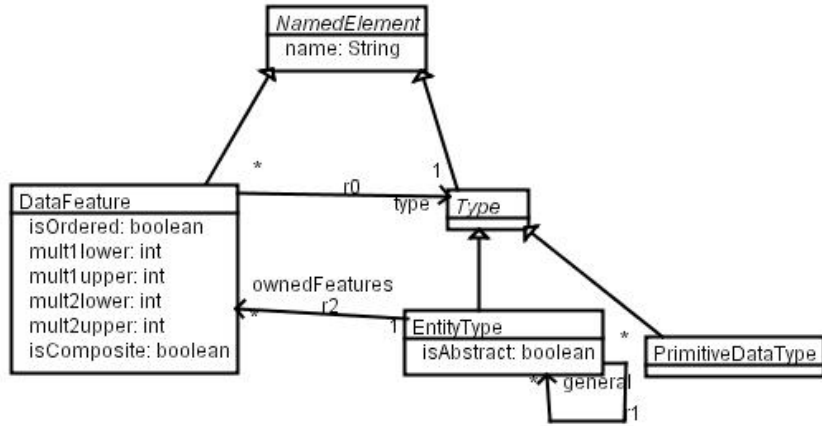 NamedElement
name: String
*
1
r0
type
Type
DataFeature
isOrdered: boolean
mult1lower: int
mult1upper: int
mult2lower: int
mult2upper: int
isComposite: boolean
ownedFeatures
r2
*
1
EntityType
isAbstract: boolean
*
PrimitiveDataType
*
general
r1